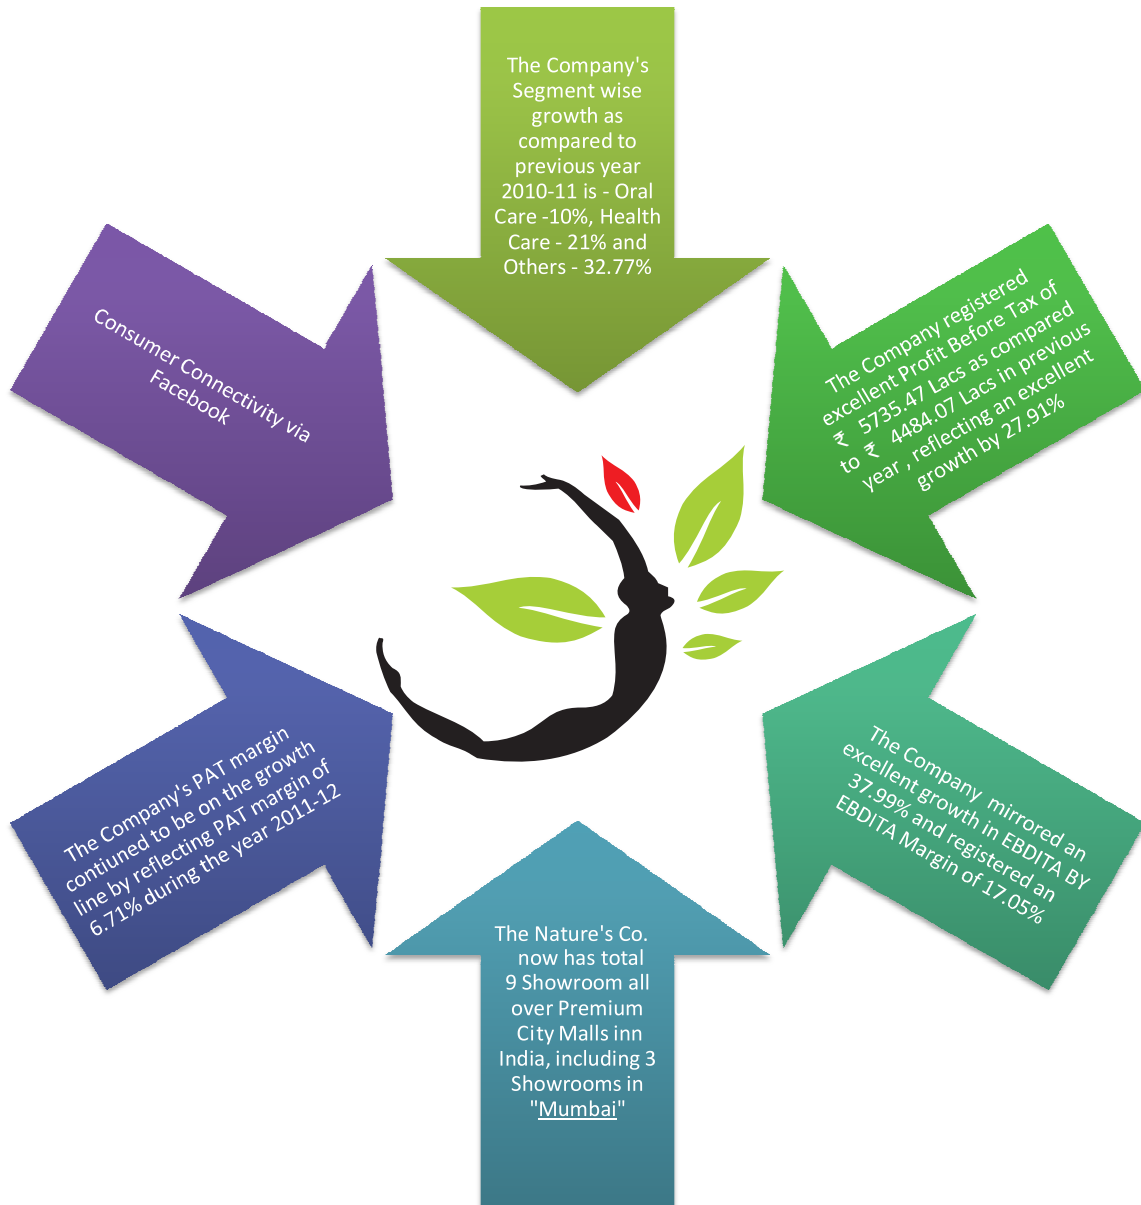 The Company's
Segment wise
growth as
compared to
previous year
2010-11 is - Oral
Care -10%, Health
Care - 21% and
Others - 32.77%
The Company registered
excellent Profit Before Tax of
₹ 5735.47 Lacs as compared
to ₹ 4484.07 Lacs in previous
year , reflecting an excellent
growth by 27.91%
The Company mirrored an
excellent growth in EBDITA BY
37.99% and registered an
EBDITA Margin of 17.05%
The Nature's Co.
now has total
9 Showroom all
over Premium
City Malls inn
India, including 3
Showrooms in
"Mumbai"
The Company's PAT margin
contiuned to be on the growth
line by reflecting PAT margin of
6.71% during the year 2011-12
Consumer Connectivity via
Facebook